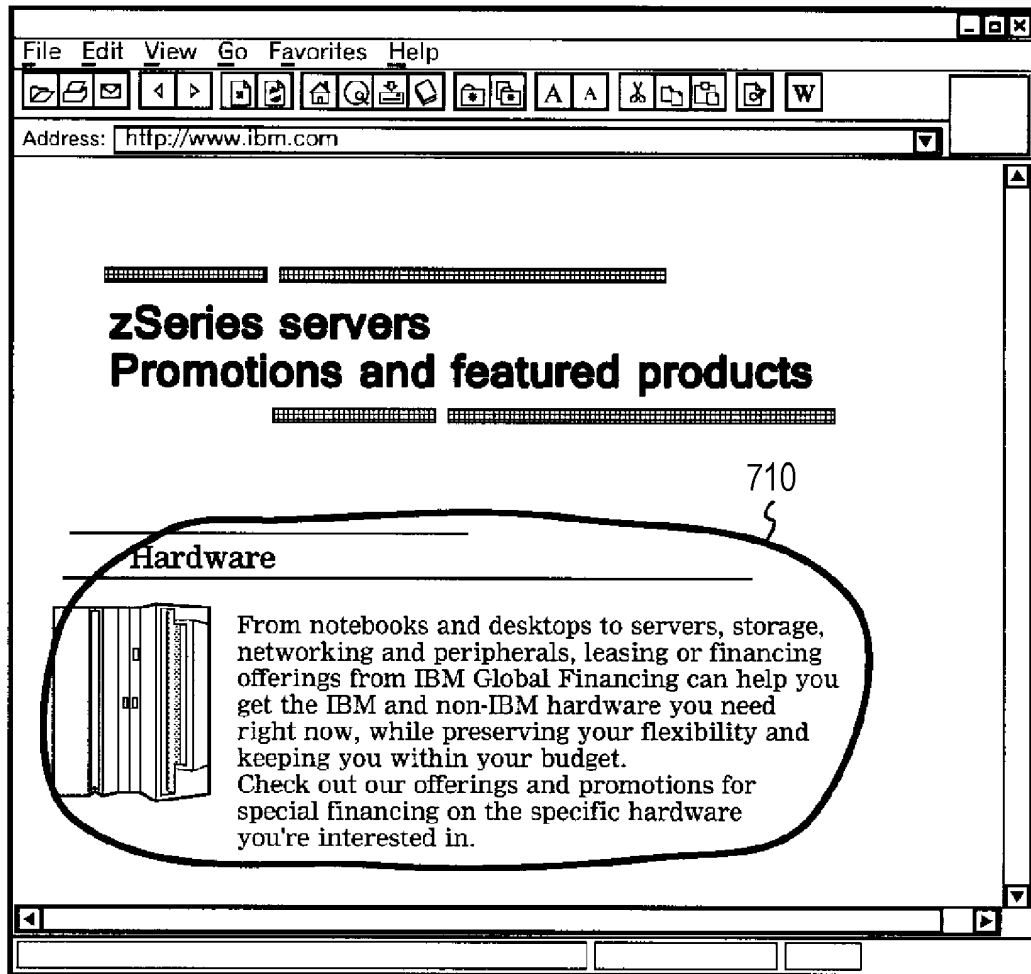 File Edit View Go Favorites Help
A A W
Address: http://www.ibm.com
zSeries servers
Promotions and featured products
710
Hardware
From notebooks and desktops to servers, storage,
networking and peripherals, leasing or financing
offerings from IBM Global Financing can help you
get the IBM and non-IBM hardware you need
right now, while preserving your flexibility and
keeping you within your budget.
Check out our offerings and promotions for
special financing on the specific hardware
you're interested in.